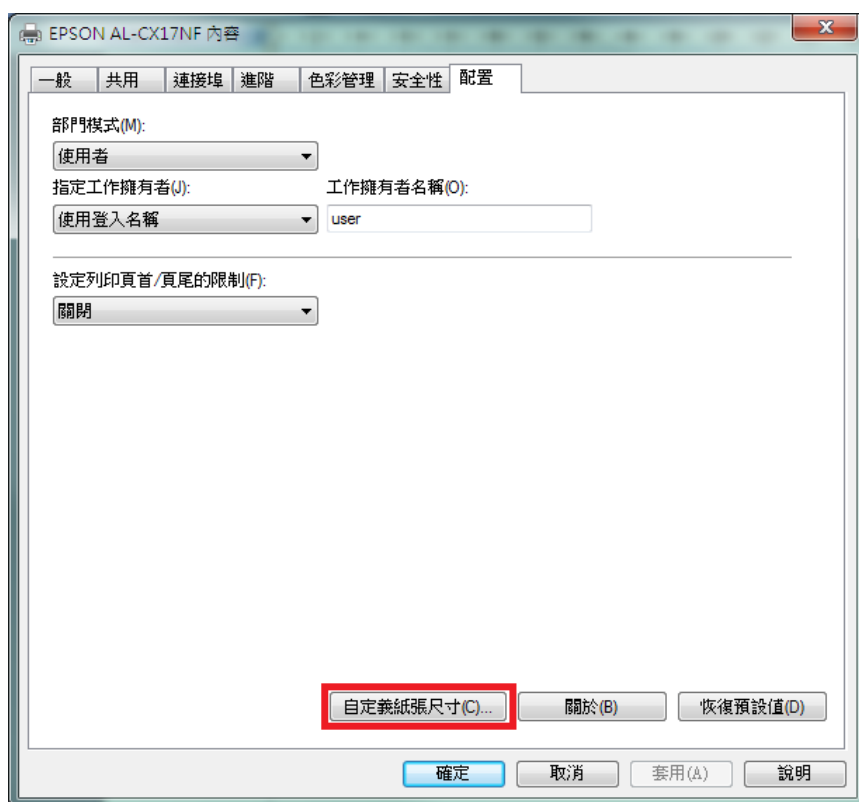 EPSON AL-CX17NF 內容
一般 共用 連接埠 進階 色彩管理 安全性 配置
部門模式(M):
使用者
指定工作擁有者(J): 工作擁有者名稱(O):
使用登入名稱 user
設定列印頁首/頁尾的限制(F):
關閉
自定義紙張尺寸(C)... 關於(B) 恢復預設值(D)
確定 取消 套用(A) 說明